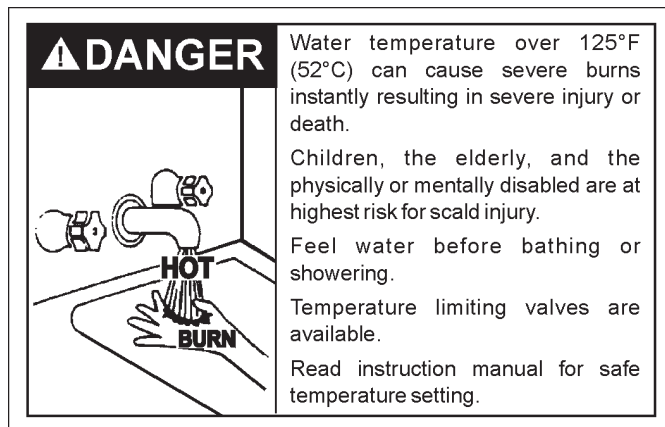 DANGER
Water temperature over 125°F
(52°C) can cause severe burns
instantly resulting in severe injury or
death.
Children, the elderly, and the
physically or mentally disabled are at
highest risk for scald injury.
Feel water before bathing or
showering.
Temperature limiting valves are
available.
Read instruction manual for safe
temperature setting.
HOT
BURN